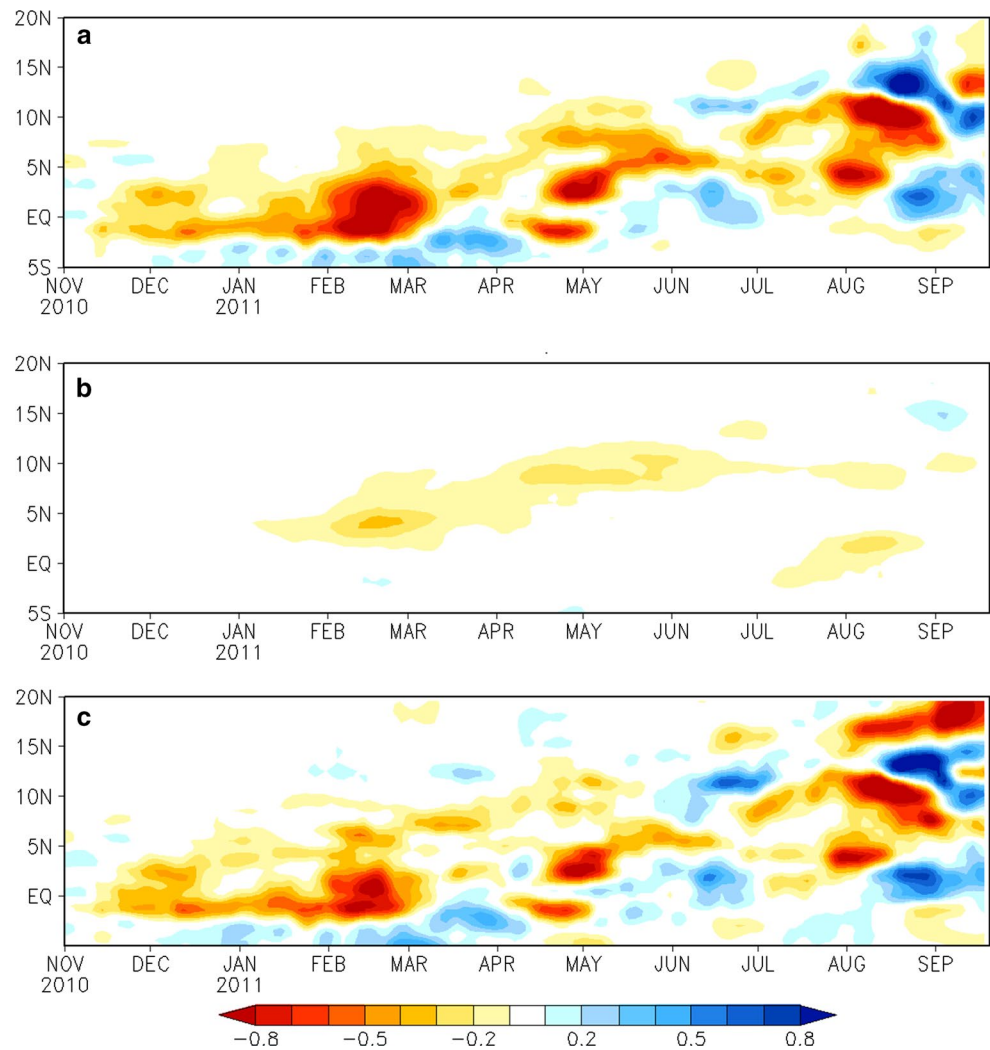 a
20N
15N
10N
5N
EQ
5S
NOV DEC JAN FEB MAR APR MAY JUN JUL AUG SEP
2010 2011
b
20N
15N
10N
5N
EQ
5S
NOV DEC JAN FEB MAR APR MAY JUN JUL AUG SEP
2010 2011
c
20N
15N
10N
5N
EQ
NOV DEC JAN FEB MAR APR MAY JUN JUL AUG SEP
2010 2011
−0.8 −0.5 −0.2 0.2 0.5 0.8